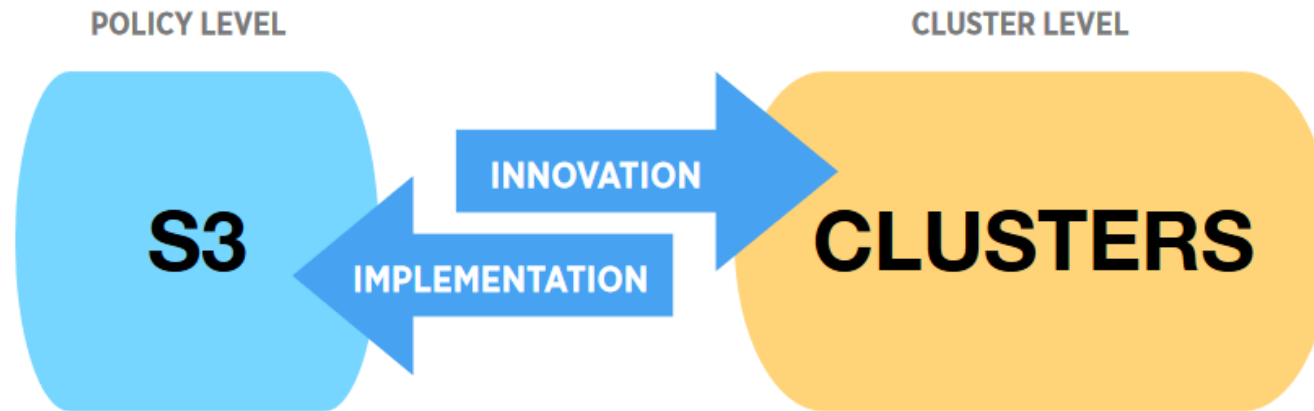 POLICY LEVEL
CLUSTER LEVEL
INNOVATION
S3
CLUSTERS
IMPLEMENTATION